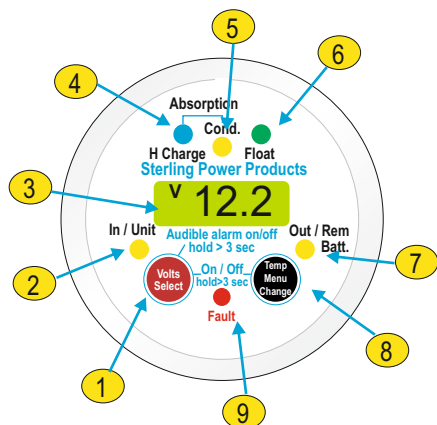 5
6
4
Absorption
Cond.
H Charge
Float
Sterling Power Products
3
v 12.2
In / Unit
Audible alarm on/off
hold > 3 sec
Out / Rem
Batt.
2
7
Volts
Select
On / Off
hold>3 sec
Temp
Menu
Change
Fault
1
8
9